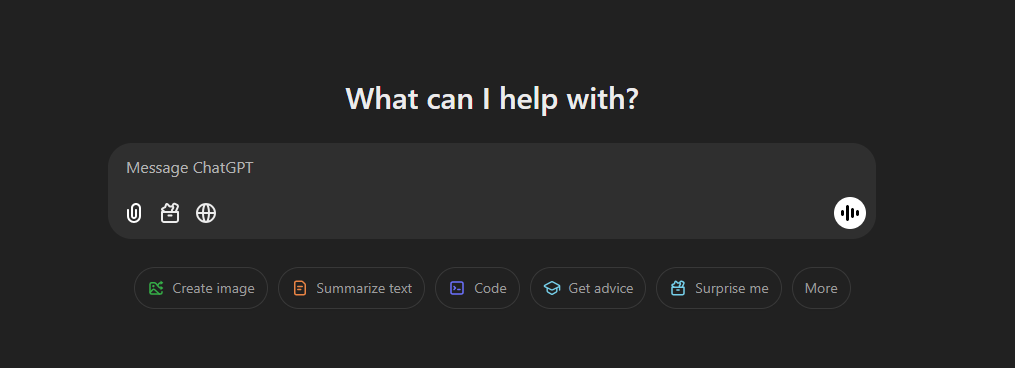 What can I help with?
Message ChatGPT
Create image
Summarize text
Code
Get advice
Surprise me
More